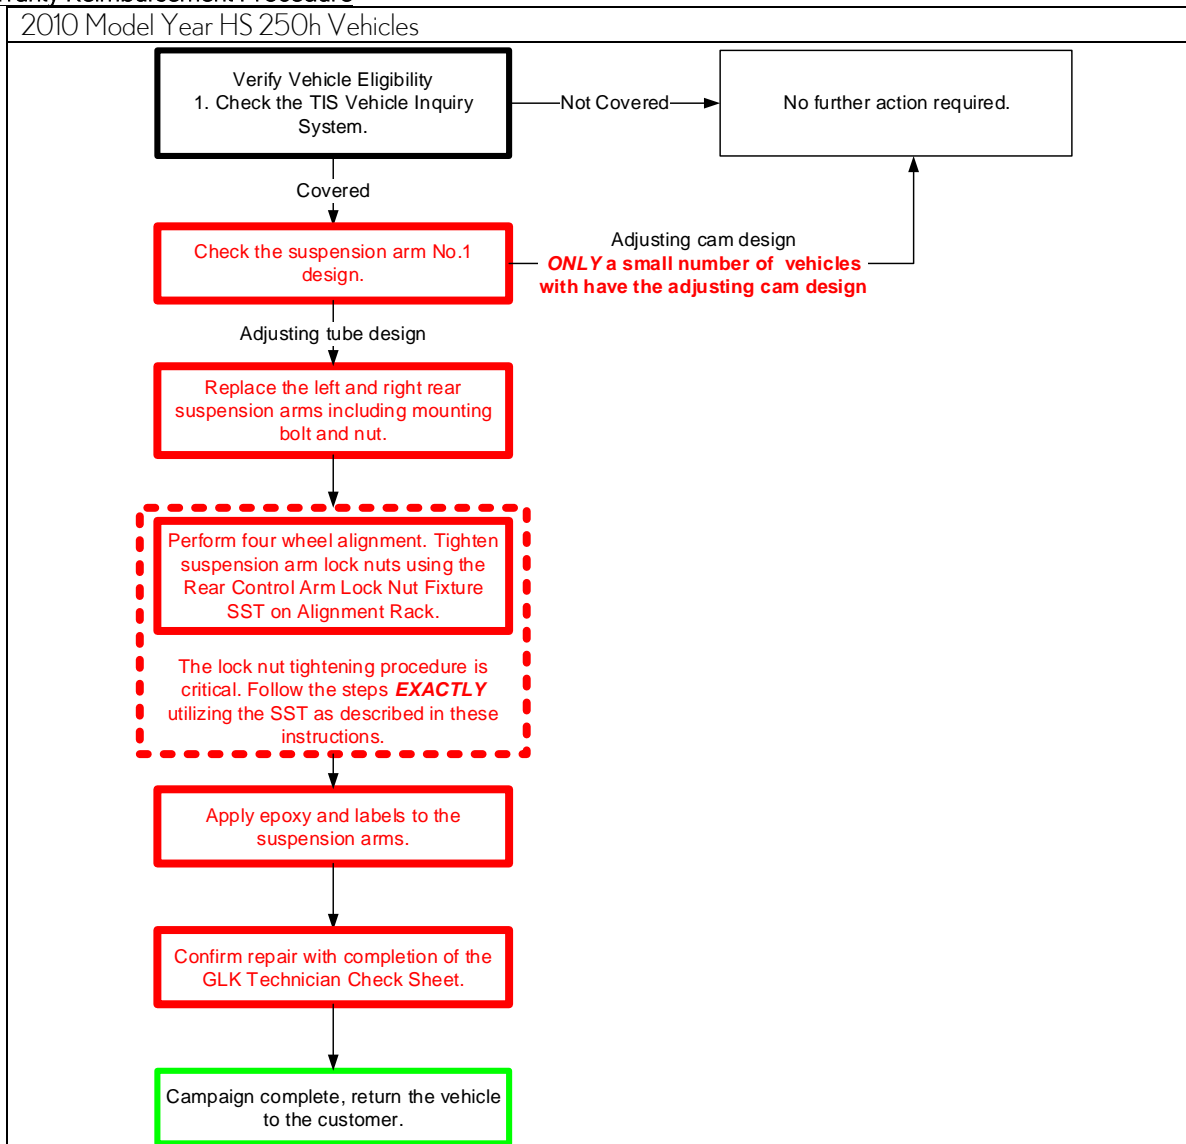 ranty Reimbursement Procedure
2010 Model Year HS 250h Vehicles
Verify Vehicle Eligibility
1. Check the TIS Vehicle Inquiry
System.
Not Covered
No further action required.
Covered
Check the suspension arm No.1
design.
Adjusting cam design
ONLY a small number of vehicles
with have the adjusting cam design
Adjusting tube design
Replace the left and right rear
suspension arms including mounting
bolt and nut.
Perform four wheel alignment. Tighten
suspension arm lock nuts using the
Rear Control Arm Lock Nut Fixture
SST on Alignment Rack.
The lock nut tightening procedure is
critical. Follow the steps EXACTLY
utilizing the SST as described in these
instructions.
Apply epoxy and labels to the
suspension arms.
Confirm repair with completion of the
GLK Technician Check Sheet.
Campaign complete, return the vehicle
to the customer.